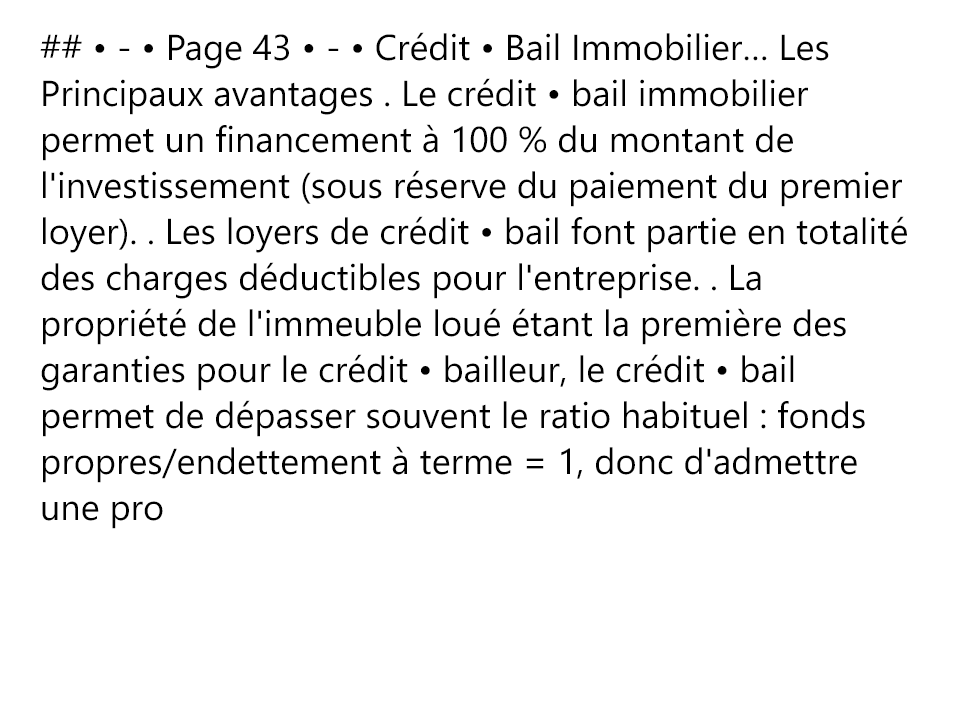 ## • - • Page 43 • - • Crédit • Bail Immobilier... Les
Principaux avantages . Le crédit • bail immobilier
permet un financement à 100 % du montant de
l'investissement (sous réserve du paiement du premier
loyer). . Les loyers de crédit • bail font partie en totalité
des charges déductibles pour l'entreprise. . La
propriété de l'immeuble loué étant la première des
garanties pour le crédit • bailleur, le crédit • bail
permet de dépasser souvent le ratio habituel : fonds
propres/endettement à terme = 1, donc d'admettre
une pro